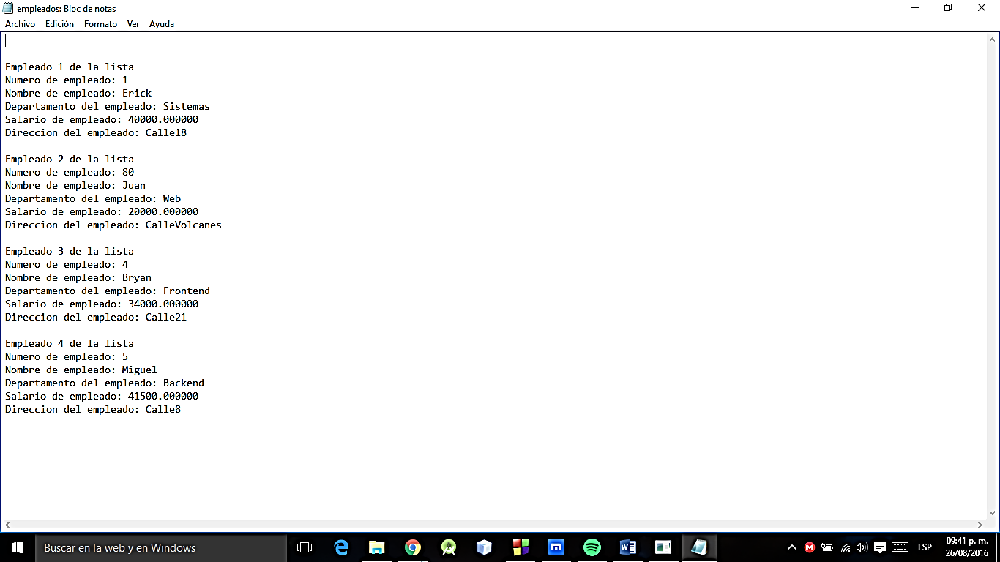 empleados: Bloc de notas
Archivo Edición Formato Ver Ayuda
Empleado 1 de la lista
Numero de empleado: 1
Nombre de empleado: Erick
Departamento del empleado: Sistemas
Salario de empleado: 40000.000000
Direccion del empleado: Calle18
Empleado 2 de la lista
Numero de empleado: 80
Nombre de empleado: Juan
Departamento del empleado: Web
Salario de empleado: 20000.000000
Direccion del empleado: CalleVolcanes
Empleado 3 de la lista
Numero de empleado: 4
Nombre de empleado: Bryan
Departamento del empleado: Frontend
Salario de empleado: 34000.000000
Direccion del empleado: Calle21
Empleado 4 de la lista
Numero de empleado: 5
Nombre de empleado: Miguel
Departamento del empleado: Backend
Salario de empleado: 41500.000000
Direccion del empleado: Calle8
Buscar en la web y en Windows
ESP
09:41 p. m.
26/08/2016